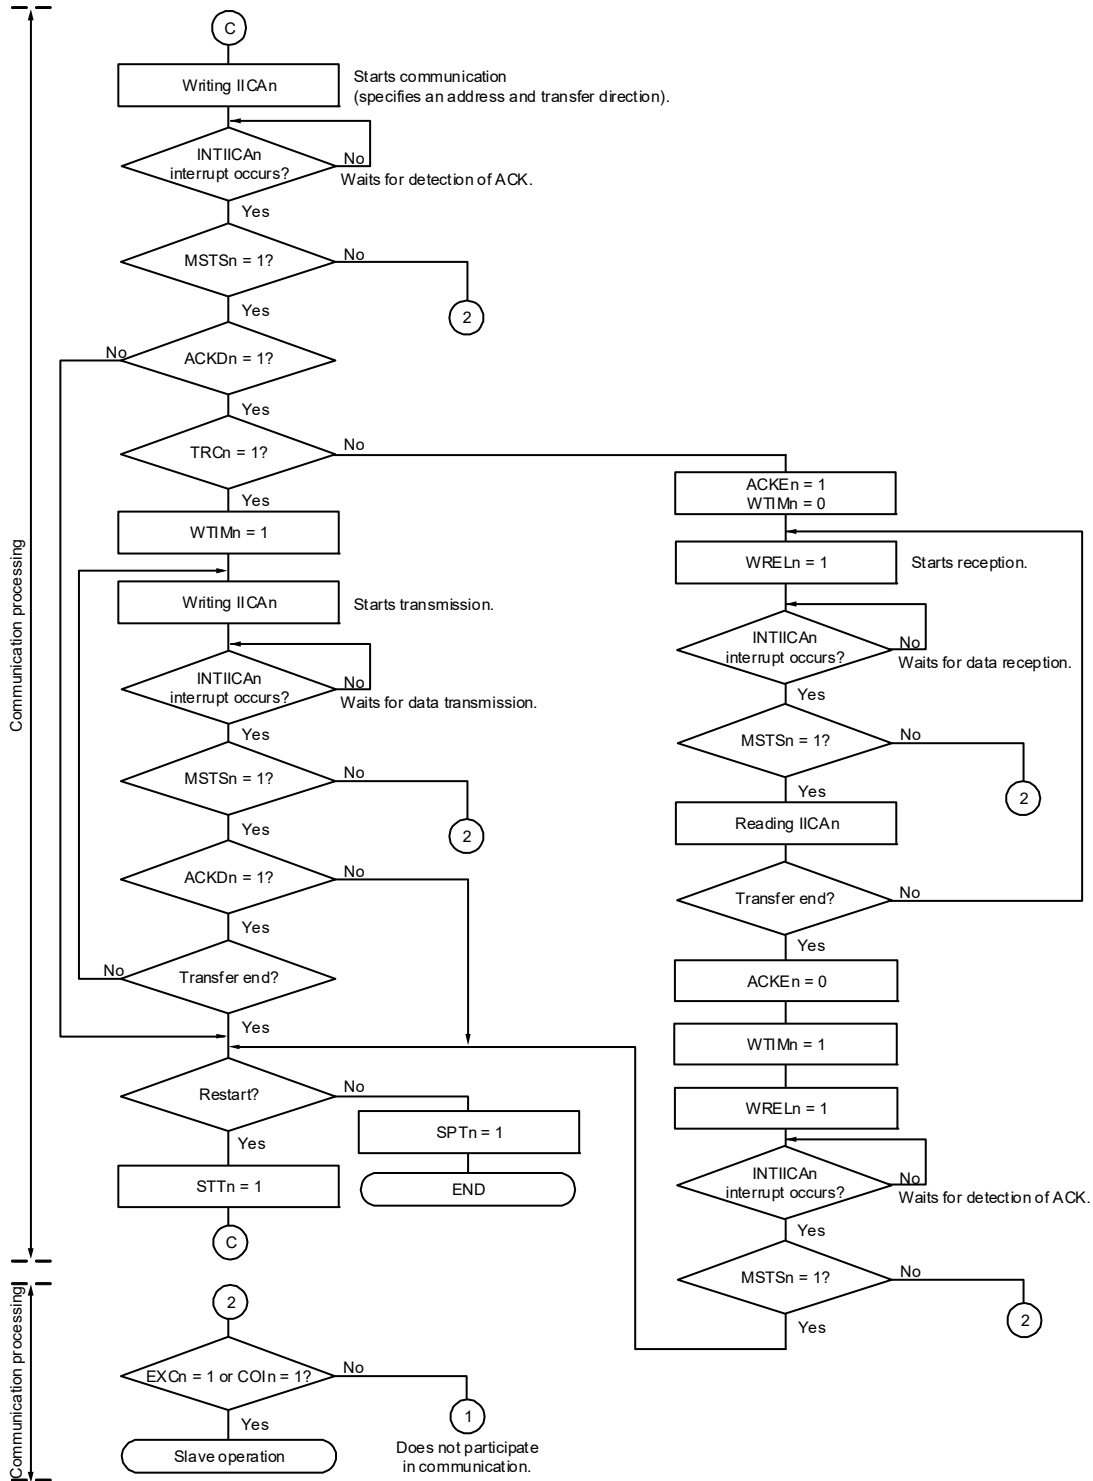 C
Writing IICAn
Starts communication
(specifies an address and transfer direction).
INTIICAn
interrupt occurs?
No
Waits for detection of ACK.
Yes
MSTSn = 1?
No
2
Yes
ACKDn = 1?
No
Yes
TRCn = 1?
No
Yes
WTIMn = 1
Writing IICAn
Starts transmission.
INTIICAn
interrupt occurs?
No
Waits for data transmission.
Yes
MSTSn = 1?
No
2
Yes
ACKDn = 1?
No
Yes
Transfer end?
No
Yes
Restart?
No
SPTn = 1
END
Yes
STTn = 1
C
ACKEn = 1
WTIMn = 0
WRELn = 1
Starts reception.
INTIICAn
interrupt occurs?
No
Waits for data reception.
Yes
MSTSn = 1?
No
2
Yes
Reading IICAn
Transfer end?
No
Yes
ACKEn = 0
WTIMn = 1
WRELn = 1
INTIICAn
interrupt occurs?
No
Waits for detection of ACK.
Yes
MSTSn = 1?
No
2
Yes
Communication processing
2
EXCn = 1 or COIn = 1?
No
1
Does not participate
in communication.
Yes
Slave operation
Communication processing